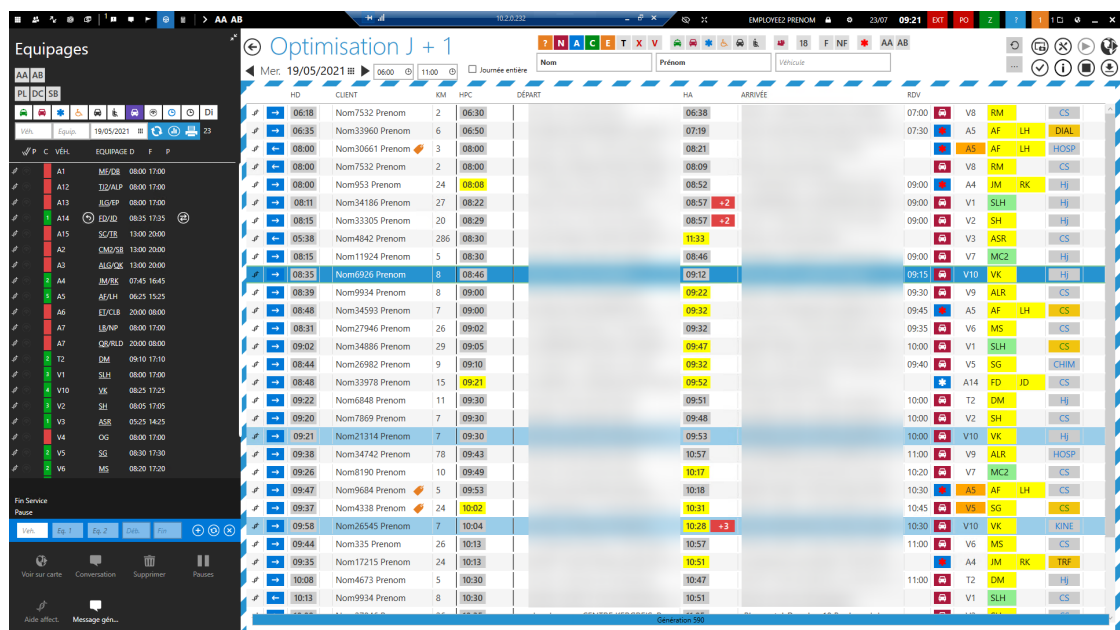 AA AB
10.2.0.232
EMPLOYEE2 PRENOM 23/07 09:21 EXT PO Z ? 1 1
Equipages
AA AB
PL DC SB
Di
Véh. Equip. 19/05/2021 23
P C VÉH. EQUIPAGE D F P
A1 MF/DB 08:00 17:00
A12 TJ2/ALP 08:00 17:00
A13 JLG/EP 08:00 17:00
1 A14 FD/JD 08:35 17:35
A15 SC/TR 13:00 20:00
A2 CM2/SB 13:00 20:00
A3 ALG/QK 13:00 20:00
2 A4 JM/RK 07:45 16:45
5 A5 AF/LH 06:25 15:25
A6 ET/CLB 20:00 08:00
A7 LB/NP 08:00 17:00
A7 QR/RLD 20:00 08:00
2 T2 DM 09:10 17:10
3 V1 SLH 08:00 17:00
4 V10 VK 08:25 17:25
3 V2 SH 08:05 17:05
1 V3 ASR 05:25 14:25
V4 OG 08:00 17:00
2 V5 SG 08:30 17:30
2 V6 MS 08:20 17:20
Fin Service
Pause
Veh. Eq. 1 Eq. 2 Déb. Fin
Voir sur carte Conversation Supprimer Pauses
Aide affect. Message gén...
Optimisation J + 1
? N A C E T X V 18 F NF AA AB
Mer. 19/05/2021 06:00 11:00 Journée entière
Nom Prénom Véhicule
...
HD CLIENT KM HPC DÉPART HA ARRIVÉE RDV
06:18 Nom7532 Prenom 2 06:30 06:38 07:00 V8 RM CS
06:35 Nom33960 Prenom 6 06:50 07:19 07:30 A5 AF LH DIAL
08:00 Nom30661 Prenom 3 08:00 08:21 A5 AF LH HOSP
08:00 Nom7532 Prenom 2 08:00 08:09 V8 RM CS
08:00 Nom953 Prenom 24 08:08 08:52 09:00 A4 JM RK Hj
08:11 Nom34186 Prenom 27 08:22 08:57 +2 09:00 V1 SLH Hj
08:15 Nom33305 Prenom 20 08:29 08:57 +2 09:00 V2 SH Hj
05:38 Nom4842 Prenom 286 08:30 11:33 V3 ASR CS
08:15 Nom11924 Prenom 5 08:30 08:46 09:00 V7 MC2 Hj
08:35 Nom6926 Prenom 8 08:46 09:12 09:15 V10 VK Hj
08:39 Nom9934 Prenom 8 09:00 09:22 09:30 V9 ALR CS
08:48 Nom34593 Prenom 7 09:00 09:32 09:45 A5 AF LH CS
08:31 Nom27946 Prenom 26 09:02 09:32 09:35 V6 MS CS
09:02 Nom34886 Prenom 29 09:05 09:47 10:00 V1 SLH CS
08:44 Nom26982 Prenom 9 09:10 09:32 09:40 V5 SG CHIM
08:48 Nom33978 Prenom 15 09:21 09:52 A14 FD JD CS
09:22 Nom6848 Prenom 11 09:30 09:51 10:00 T2 DM Hj
09:20 Nom7869 Prenom 7 09:30 09:48 10:00 V2 SH CS
09:21 Nom21314 Prenom 7 09:30 09:53 10:00 V10 VK Hj
09:38 Nom34742 Prenom 78 09:43 10:57 11:00 V9 ALR HOSP
09:26 Nom8190 Prenom 10 09:49 10:17 10:20 V7 MC2 CS
09:47 Nom9684 Prenom 5 09:53 10:18 10:30 A5 AF LH CS
09:37 Nom4338 Prenom 24 10:02 10:31 10:45 V5 SG CS
09:58 Nom26545 Prenom 7 10:04 10:28 +3 10:30 V10 VK KINE
09:44 Nom335 Prenom 26 10:13 10:57 11:00 V6 MS CS
09:35 Nom17215 Prenom 24 10:13 10:51 A4 JM RK TRF
10:08 Nom4673 Prenom 5 10:30 10:47 11:00 T2 DM Hj
10:13 Nom9934 Prenom 8 10:30 10:51 V1 SLH CS
Génération 590